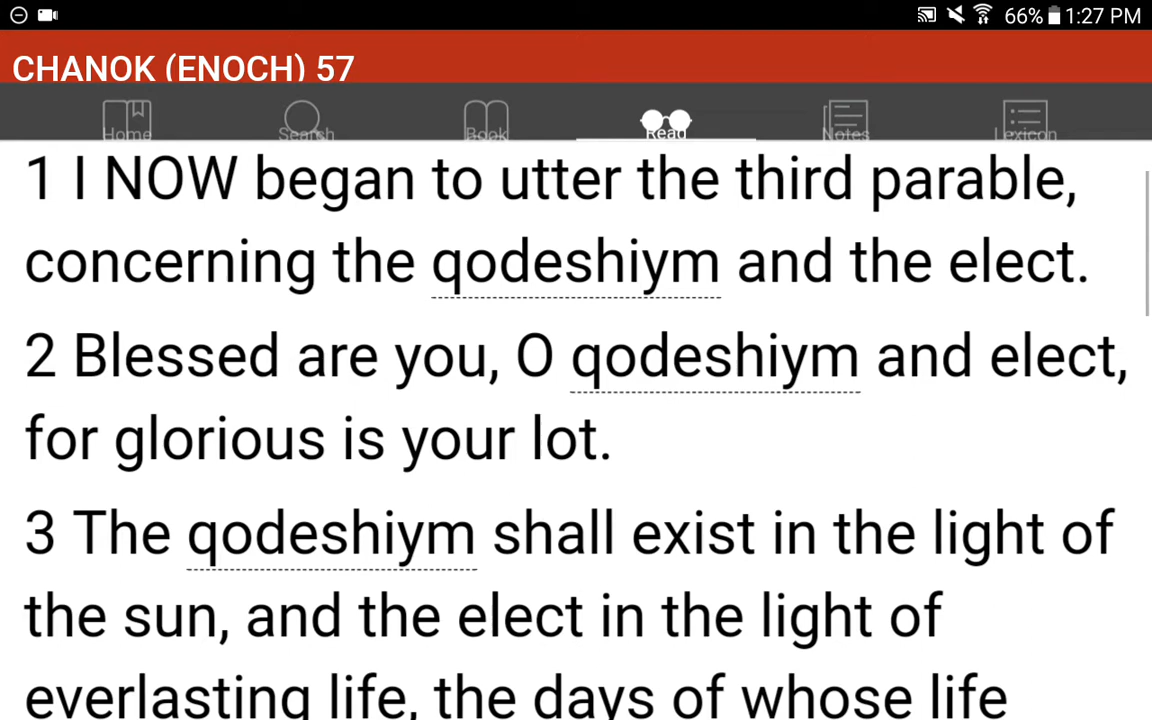 66% 1:27 PM
CHANOK (ENOCH) 57
Home Search Book Read Notes Lexicon
1 I NOW began to utter the third parable,
concerning the qodeshiym and the elect.
2 Blessed are you, O qodeshiym and elect,
for glorious is your lot.
3 The qodeshiym shall exist in the light of
the sun, and the elect in the light of
everlasting life, the days of whose life